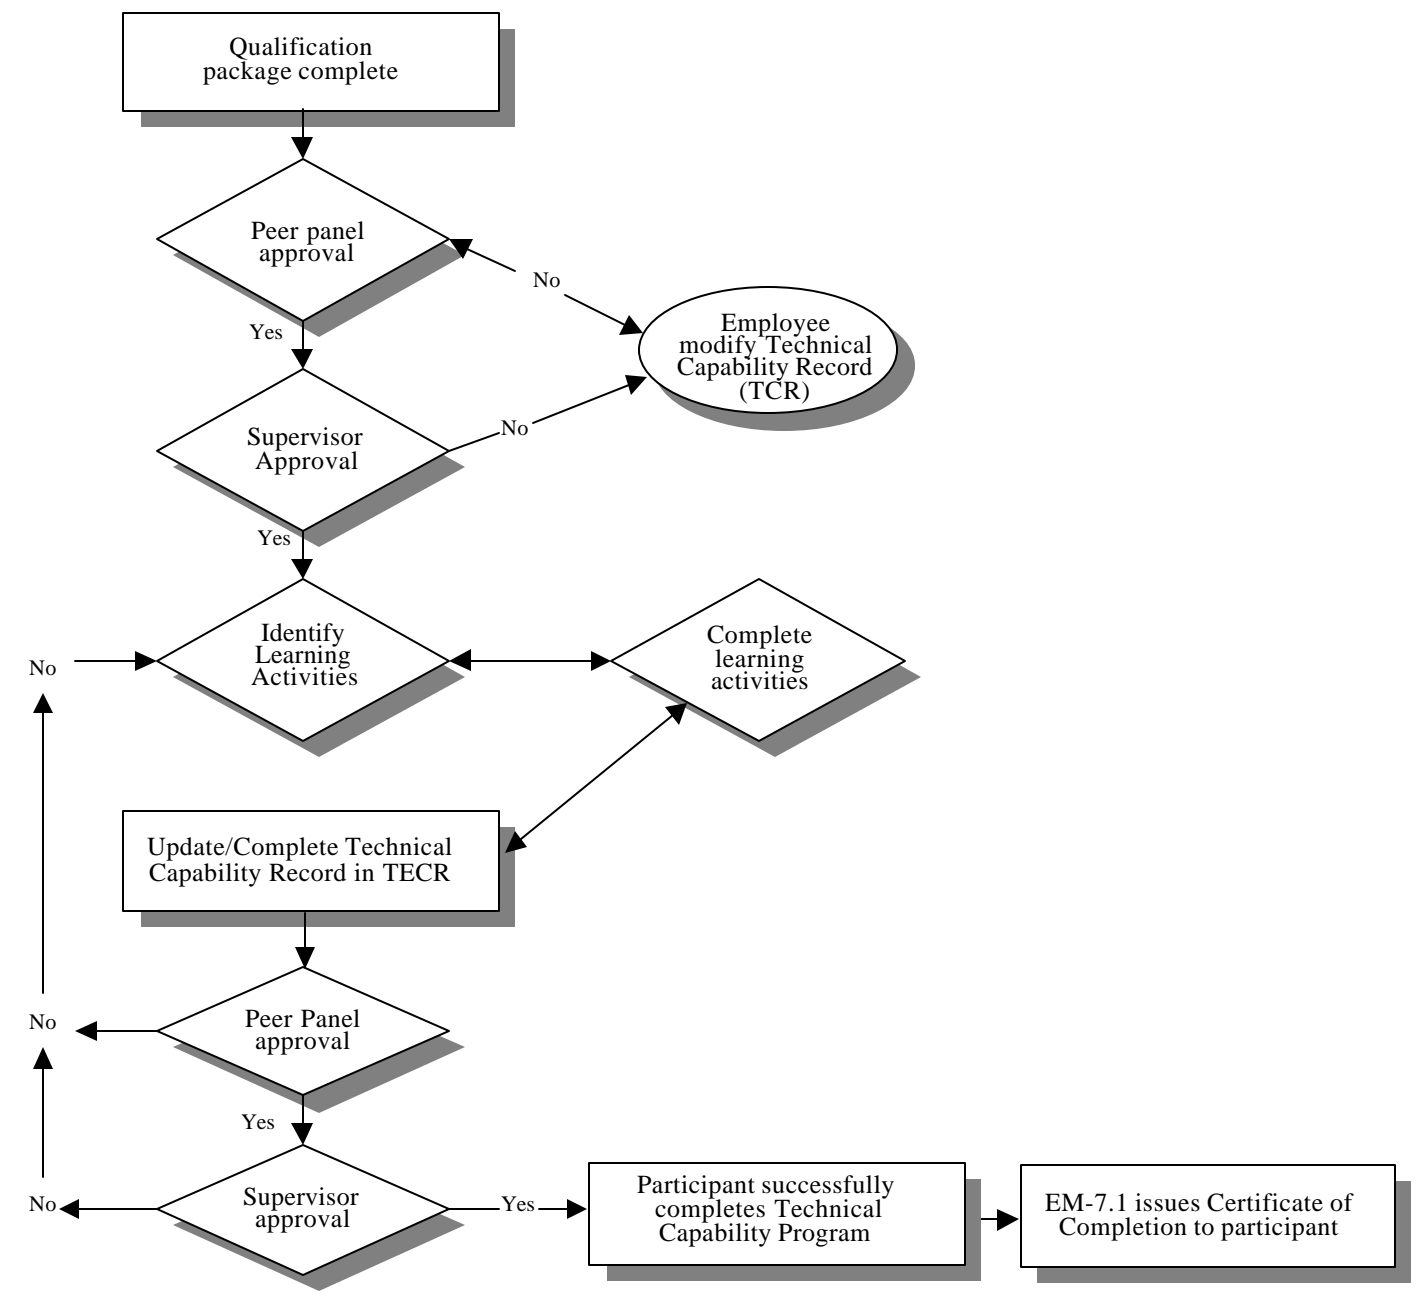 Qualification
package complete
Peer panel
approval
No
Yes
Employee
modify Technical
Capability Record
(TCR)
Supervisor
Approval
No
Yes
Identify
Learning
Activities
Complete
learning
activities
No
Update/Complete Technical
Capability Record in TECR
Peer Panel
approval
No
Yes
Supervisor
approval
No
Yes
Participant successfully
completes Technical
Capability Program
EM-7.1 issues Certificate of
Completion to participant